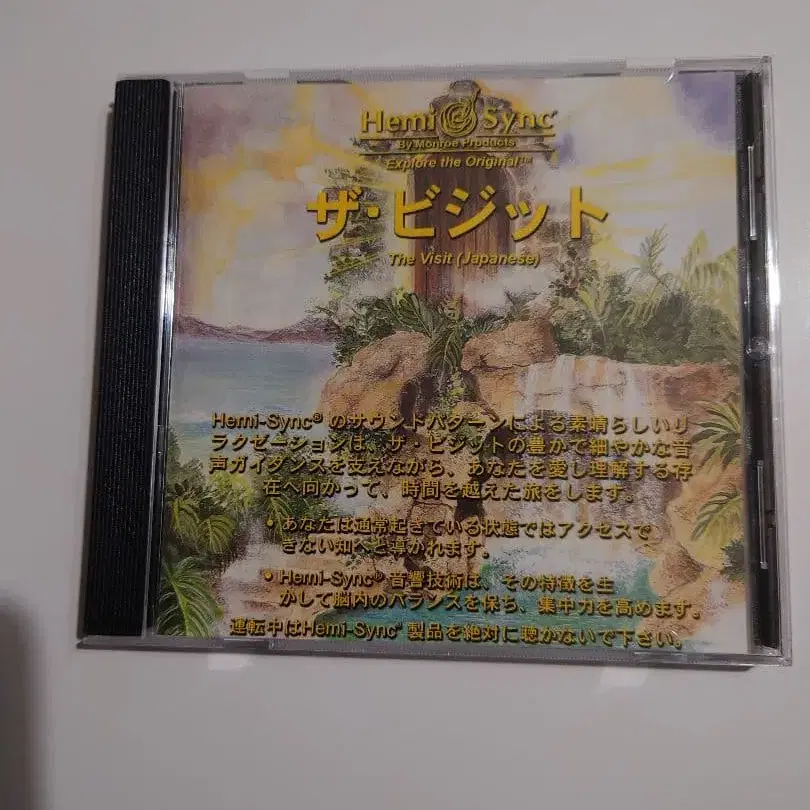 Hemi Sync®
By Monroe Products
Explore the Original™
ザ・ビジット
The Visit (Japanese)
Hemi-Sync®のサウンドパターンによる素晴らしいリ
ラクゼーションは、ザ・ビジットの豊かで細やかな音
声ガイダンスを支えながら、あなたを愛し理解する存
在へ向かって、時間を越えた旅をします。
• あなたは通常起きている状態ではアクセスで
きない知へと導かれます。
• Hemi-Sync®音響技術は、その特徴を生
かして脳内のバランスを保ち、集中力を高めます。
運転中はHemi-Sync®製品を絶対に聴かないで下さい。